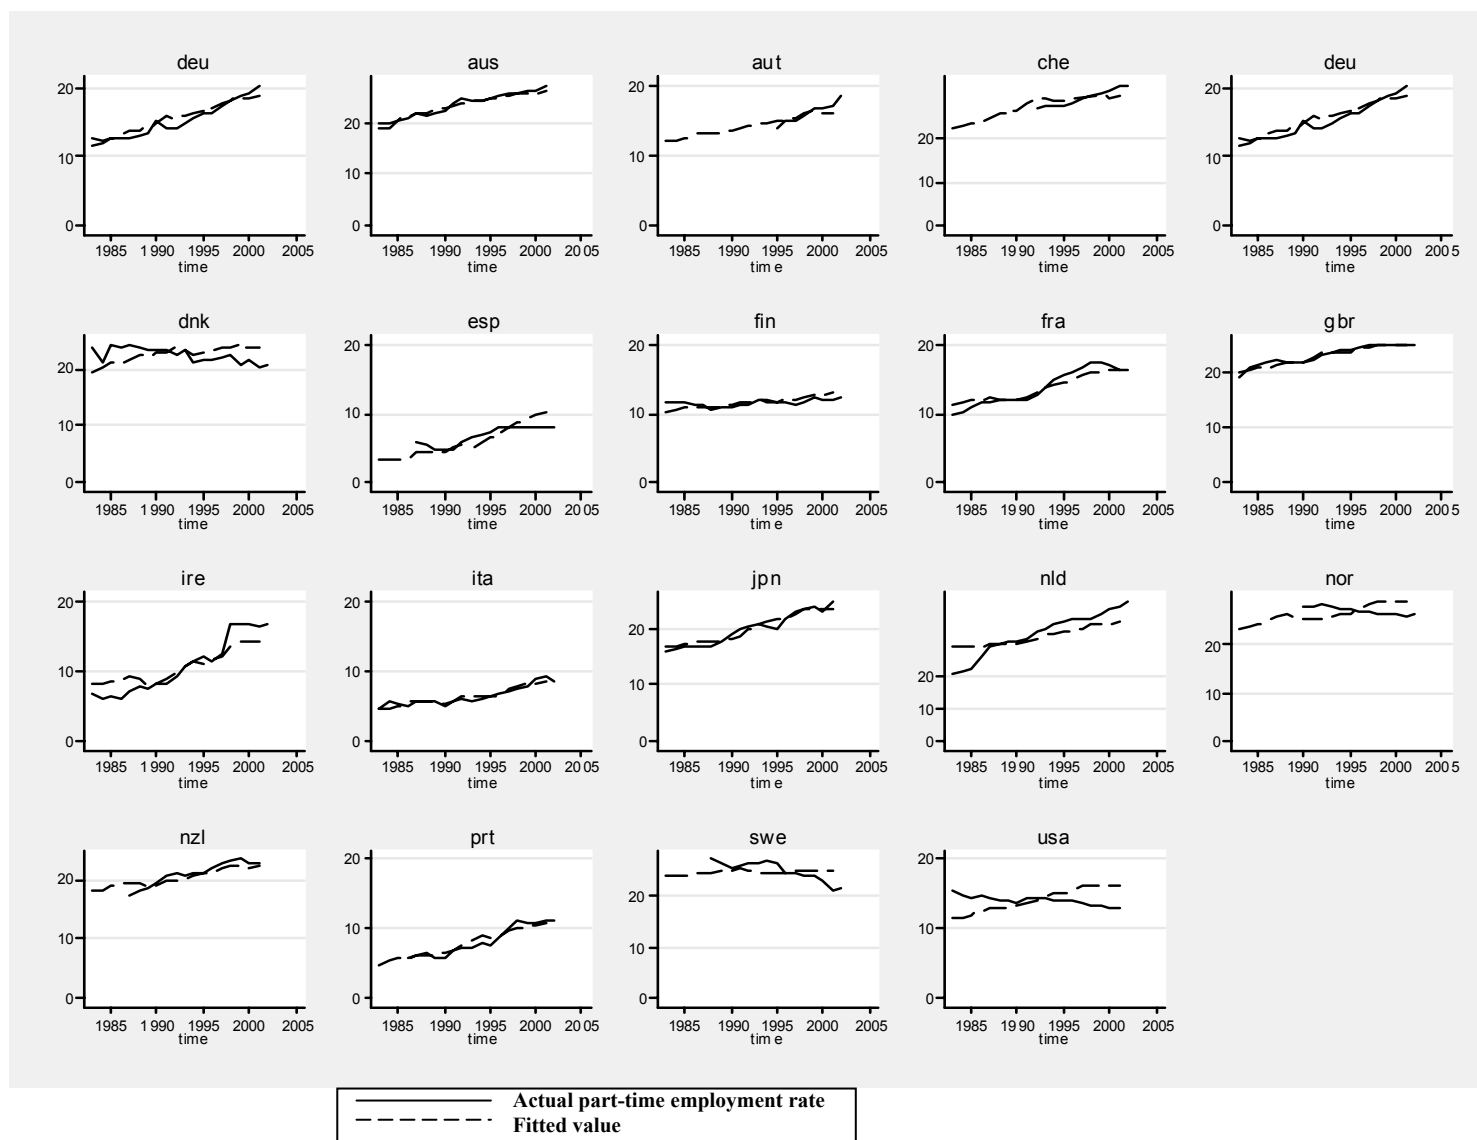 deu aus aut che deu
20 20 20 20 20
10 10 10 10 10
0 0 0 0 0
1985 1990 1995 2000 2005 1985 1990 1995 2000 2005 1985 1990 1995 2000 2005 1985 1990 1995 2000 2005 1985 1990 1995 2000 2005
time time time time time
dnk esp fin fra gbr
20 20 20 20 20
10 10 10 10 10
0 0 0 0 0
1985 1990 1995 2000 2005 1985 1990 1995 2000 2005 1985 1990 1995 2000 2005 1985 1990 1995 2000 2005 1985 1990 1995 2000 2005
time time time time time
ire ita jpn nld nor
20 20 20 20 20
10 10 10 10 10
0 0 0 0 0
1985 1990 1995 2000 2005 1985 1990 1995 2000 2005 1985 1990 1995 2000 2005 1985 1990 1995 2000 2005 1985 1990 1995 2000 2005
time time time time time
nzl prt swe usa
20 20 20 20
10 10 10 10
0 0 0 0
1985 1990 1995 2000 2005 1985 1990 1995 2000 2005 1985 1990 1995 2000 2005 1985 1990 1995 2000 2005
time time time time
Actual part-time employment rate
Fitted value